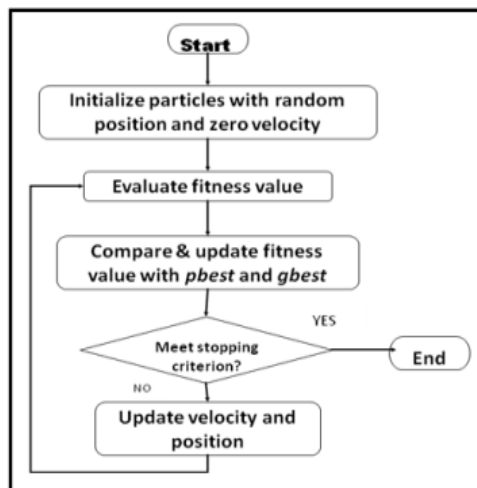 Start
Initialize particles with random
position and zero velocity
Evaluate fitness value
Compare & update fitness
value with pbest and gbest
YES
Meet stopping
criterion?
End
NO
Update velocity and
position